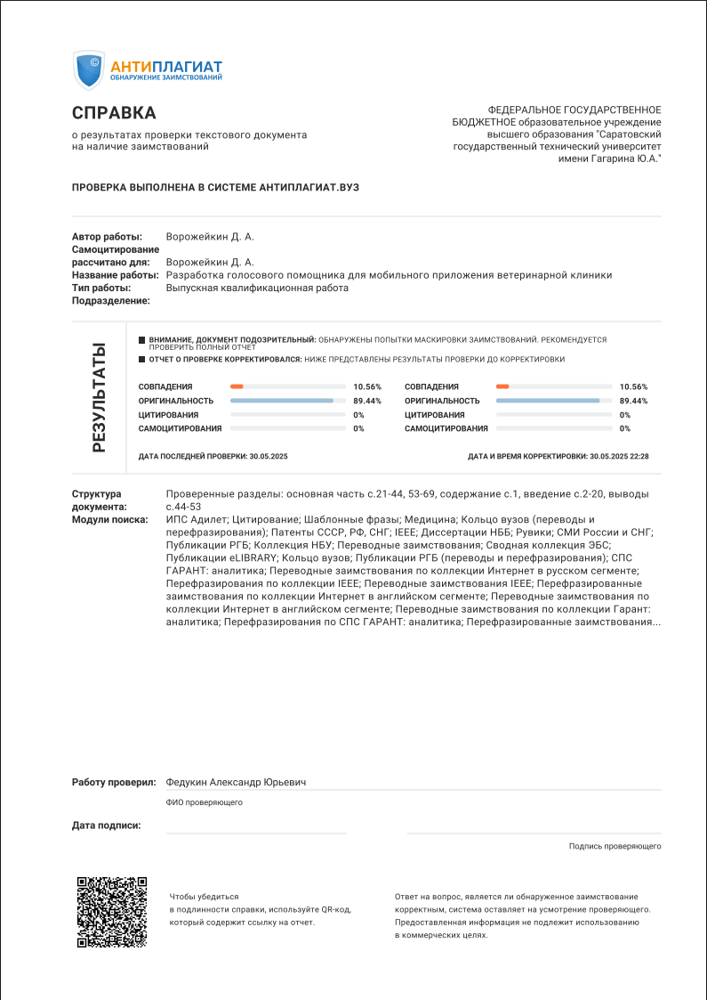 ©
АНТИПЛАГИАТ
ОБНАРУЖЕНИЕ ЗАИМСТВОВАНИЙ
СПРАВКА
о результатах проверки текстового документа
на наличие заимствований
ФЕДЕРАЛЬНОЕ ГОСУДАРСТВЕННОЕ
БЮДЖЕТНОЕ образовательное учреждение
высшего образования "Саратовский
государственный технический университет
имени Гагарина Ю.А."
ПРОВЕРКА ВЫПОЛНЕНА В СИСТЕМЕ АНТИПЛАГИАТ.ВУЗ
Автор работы: Ворожейкин Д. А.
Самоцитирование
рассчитано для: Ворожейкин Д. А.
Название работы: Разработка голосового помощника для мобильного приложения ветеринарной клиники
Тип работы: Выпускная квалификационная работа
Подразделение:
РЕЗУЛЬТАТЫ
ВНИМАНИЕ, ДОКУМЕНТ ПОДОЗРИТЕЛЬНЫЙ: ОБНАРУЖЕНЫ ПОПЫТКИ МАСКИРОВКИ ЗАИМСТВОВАНИЙ. РЕКОМЕНДУЕТСЯ
ПРОВЕРИТЬ ПОЛНЫЙ ОТЧЕТ
ОТЧЕТ О ПРОВЕРКЕ КОРРЕКТИРОВАЛСЯ: НИЖЕ ПРЕДСТАВЛЕНЫ РЕЗУЛЬТАТЫ ПРОВЕРКИ ДО КОРРЕКТИРОВКИ
СОВПАДЕНИЯ 10.56%
ОРИГИНАЛЬНОСТЬ 89.44%
ЦИТИРОВАНИЯ 0%
САМОЦИТИРОВАНИЯ 0%
ДАТА ПОСЛЕДНЕЙ ПРОВЕРКИ: 30.05.2025
СОВПАДЕНИЯ 10.56%
ОРИГИНАЛЬНОСТЬ 89.44%
ЦИТИРОВАНИЯ 0%
САМОЦИТИРОВАНИЯ 0%
ДАТА И ВРЕМЯ КОРРЕКТИРОВКИ: 30.05.2025 22:28
Структура
документа:
Проверенные разделы: основная часть с.21-44, 53-69, содержание с.1, введение с.2-20, выводы
с.44-53
Модули поиска: ИПС Адилет; Цитирование; Шаблонные фразы; Медицина; Кольцо вузов (переводы и
перефразирования); Патенты СССР, РФ, СНГ; IEEE; Диссертации НББ; Рувики; СМИ России и СНГ;
Публикации РГБ; Коллекция НБУ; Переводные заимствования; Сводная коллекция ЭБС;
Публикации eLIBRARY; Кольцо вузов; Публикации РГБ (переводы и перефразирования); СПС
ГАРАНТ: аналитика; Переводные заимствования по коллекции Интернет в русском сегменте;
Перефразирования по коллекции IEEE; Переводные заимствования IEEE; Перефразированные
заимствования по коллекции Интернет в английском сегменте; Переводные заимствования по
коллекции Интернет в английском сегменте; Переводные заимствования по коллекции Гарант:
аналитика; Перефразирования по СПС ГАРАНТ: аналитика; Перефразированные заимствования...
Работу проверил: Федукин Александр Юрьевич
ФИО проверяющего
Дата подписи:
Подпись проверяющего
Чтобы убедиться
в подлинности справки, используйте QR-код,
который содержит ссылку на отчет.
Ответ на вопрос, является ли обнаруженное заимствование
корректным, система оставляет на усмотрение проверяющего.
Предоставленная информация не подлежит использованию
в коммерческих целях.